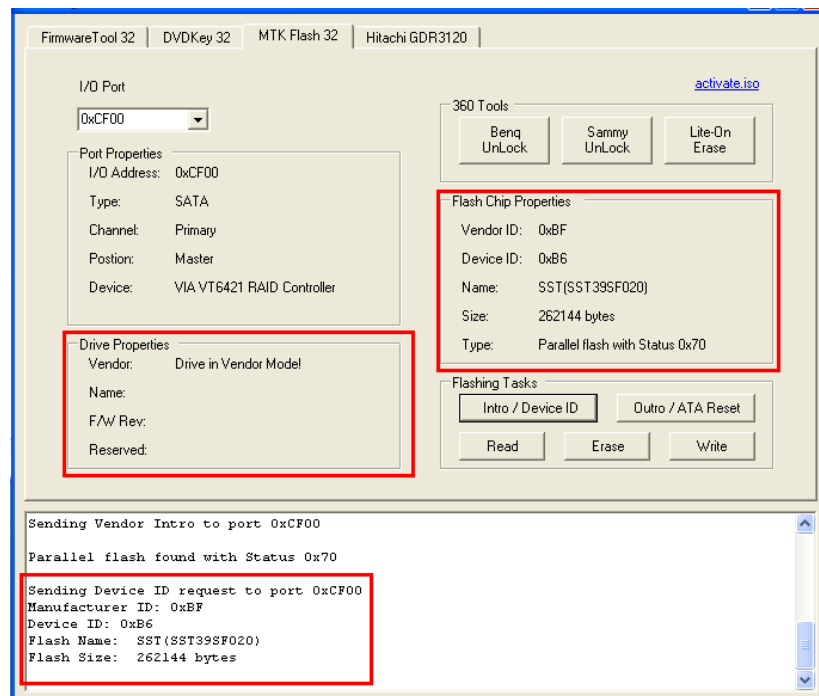 FirmwareTool 32 DVDKey 32 MTK Flash 32 Hitachi GDR3120
I/O Port
0xCF00
activate.iso
Port Properties
I/O Address: 0xCF00
Type: SATA
Channel: Primary
Postion: Master
Device: VIA VT6421 RAID Controller
Drive Properties
Vendor: Drive in Vendor Mode!
Name:
F/W Rev:
Reserved:
360 Tools
Benq UnLock
Sammy UnLock
Lite-On Erase
Flash Chip Properties
Vendor ID: 0xBF
Device ID: 0xB6
Name: SST(SST39SF020)
Size: 262144 bytes
Type: Parallel flash with Status 0x70
Flashing Tasks
Intro / Device ID Outro / ATA Reset
Read Erase Write
Sending Vendor Intro to port 0xCF00
Parallel flash found with Status 0x70
Sending Device ID request to port 0xCF00
Manufacturer ID: 0xBF
Device ID: 0xB6
Flash Name: SST(SST39SF020)
Flash Size: 262144 bytes